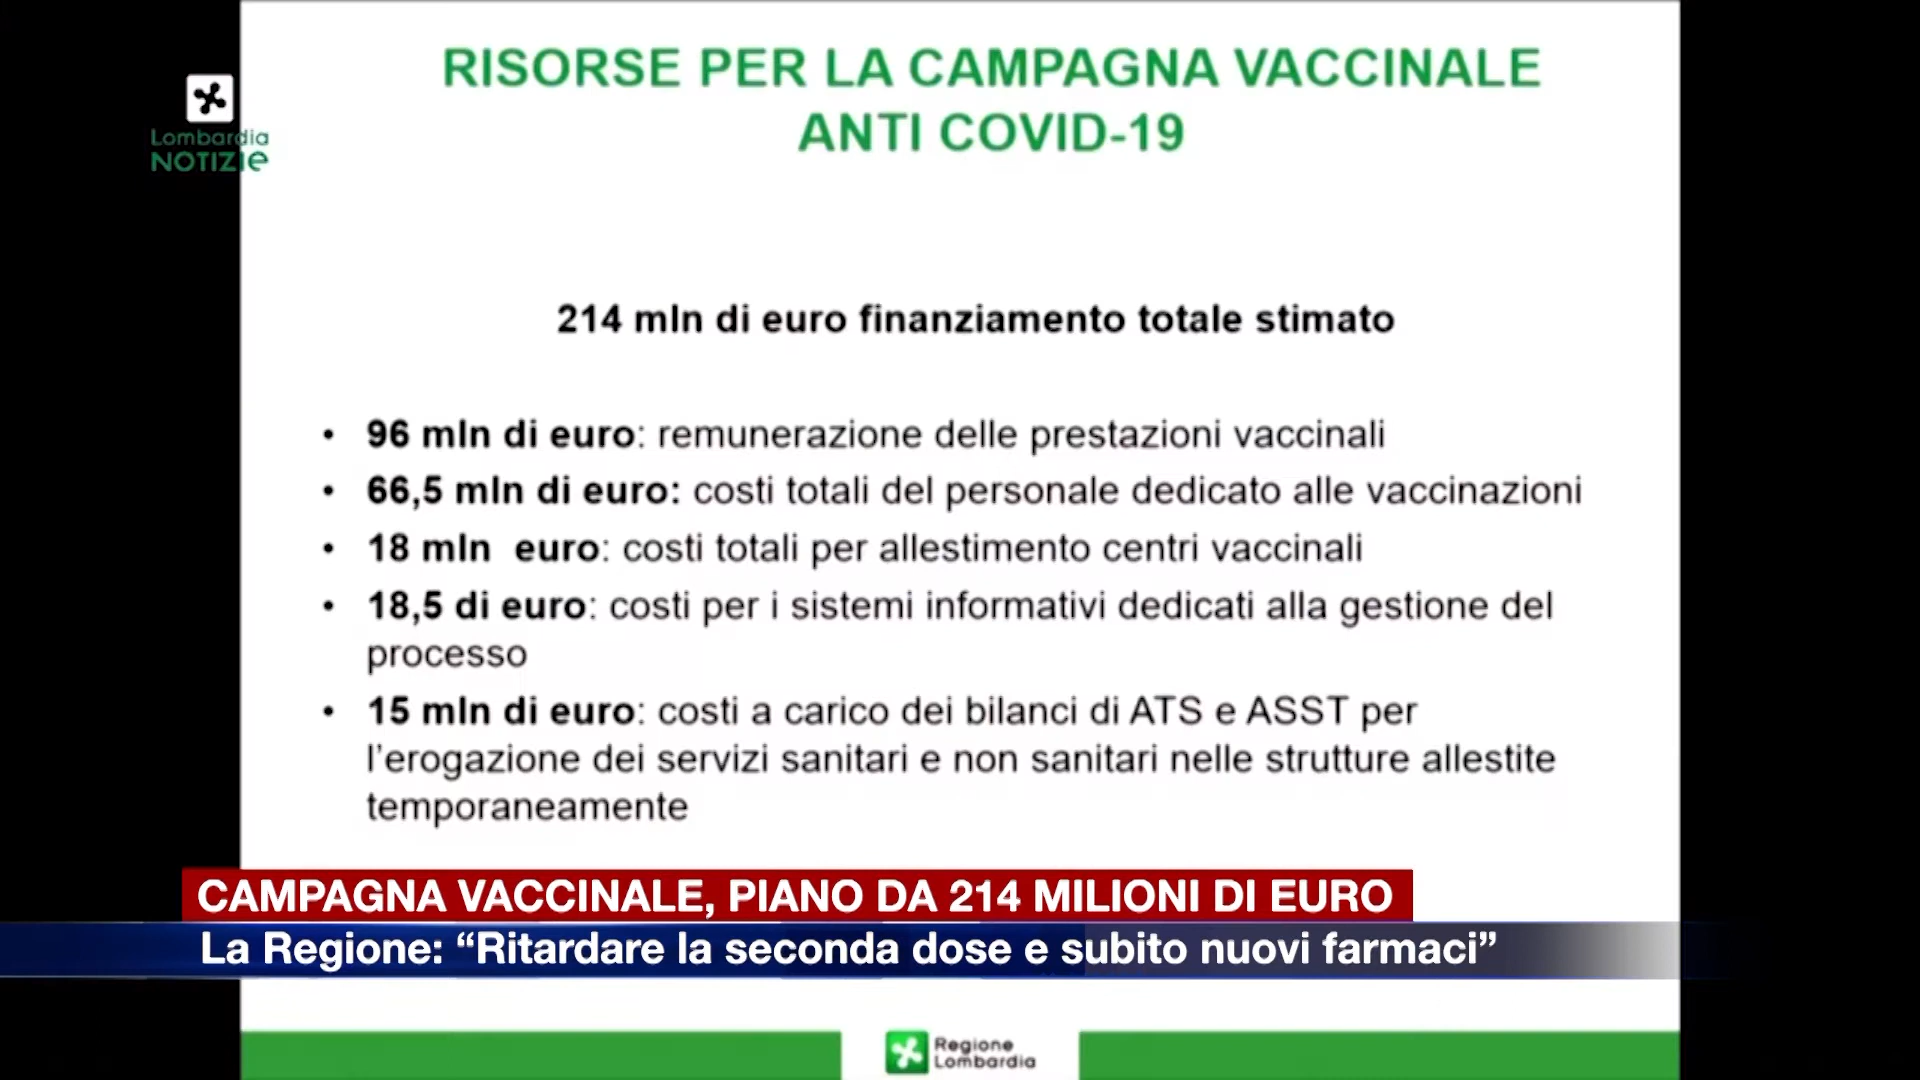 RISORSE PER LA CAMPAGNA VACCINALE
ANTI COVID-19
Lombardia
NOTIZIE
214 mln di euro finanziamento totale stimato
• 96 mln di euro: remunerazione delle prestazioni vaccinali
• 66,5 mln di euro: costi totali del personale dedicato alle vaccinazioni
• 18 mln  euro: costi totali per allestimento centri vaccinali
• 18,5 di euro: costi per i sistemi informativi dedicati alla gestione del
processo
• 15 mln di euro: costi a carico dei bilanci di ATS e ASST per
l'erogazione dei servizi sanitari e non sanitari nelle strutture allestite
temporaneamente
CAMPAGNA VACCINALE, PIANO DA 214 MILIONI DI EURO
La Regione: “Ritardare la seconda dose e subito nuovi farmaci”
Regione
Lombardia